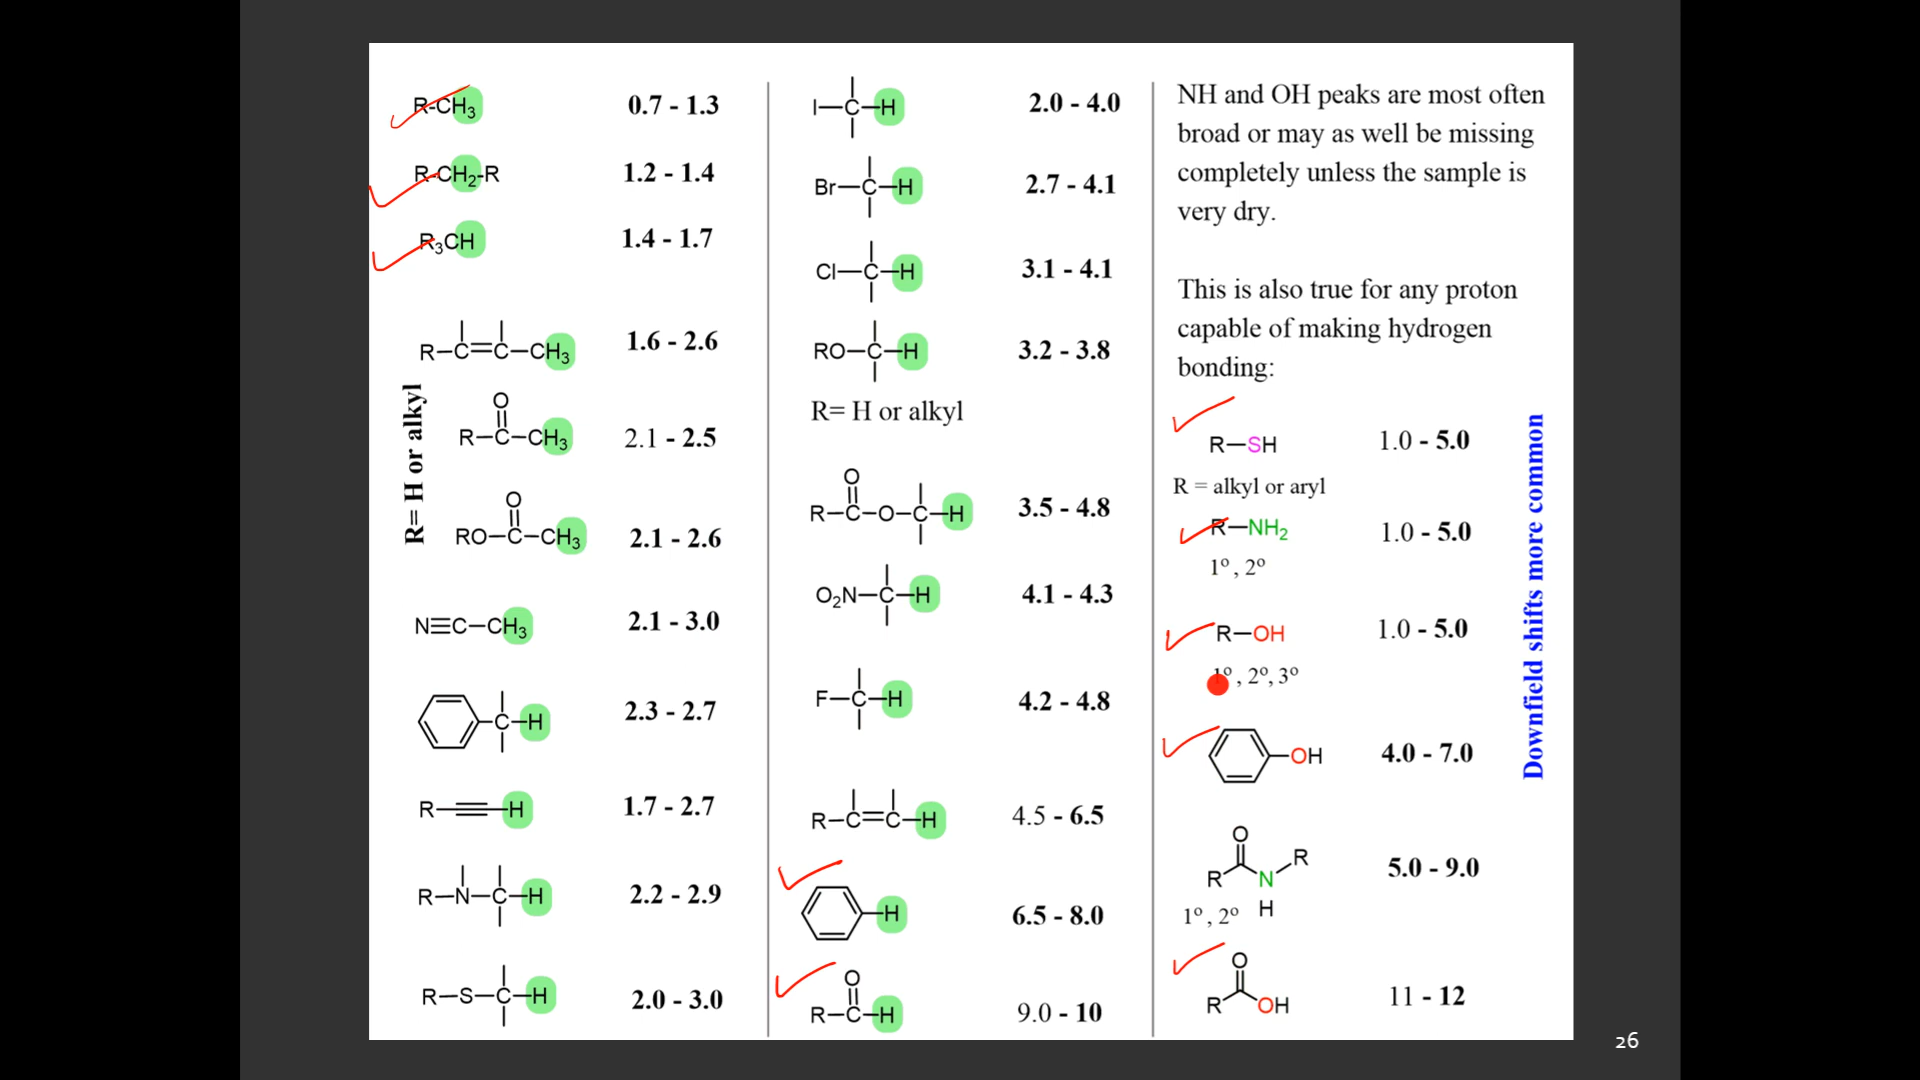 R-CH3 0.7 - 1.3
R-CH2-R 1.2 - 1.4
R3CH 1.4 - 1.7
R-C=C-CH3 1.6 - 2.6
R= H or alkyl
O
R-C-CH3 2.1 - 2.5
O
RO-C-CH3 2.1 - 2.6
N≡C-CH3 2.1 - 3.0
C-H 2.3 - 2.7
R-≡-H 1.7 - 2.7
R-N-C-H 2.2 - 2.9
R-S-C-H 2.0 - 3.0
I-C-H 2.0 - 4.0
Br-C-H 2.7 - 4.1
Cl-C-H 3.1 - 4.1
RO-C-H 3.2 - 3.8
R= H or alkyl
O
R-C-O-C-H 3.5 - 4.8
O2N-C-H 4.1 - 4.3
F-C-H 4.2 - 4.8
R-C=C-H 4.5 - 6.5
H 6.5 - 8.0
O
R-C-H 9.0 - 10
NH and OH peaks are most often
broad or may as well be missing
completely unless the sample is
very dry.
This is also true for any proton
capable of making hydrogen
bonding:
R-SH 1.0 - 5.0
R = alkyl or aryl
R-NH2 1.0 - 5.0
1º , 2º
R-OH 1.0 - 5.0
1º , 2º, 3º
OH 4.0 - 7.0
O
R N R 5.0 - 9.0
1º , 2º H
O
R OH 11 - 12
Downfield shifts more common
26